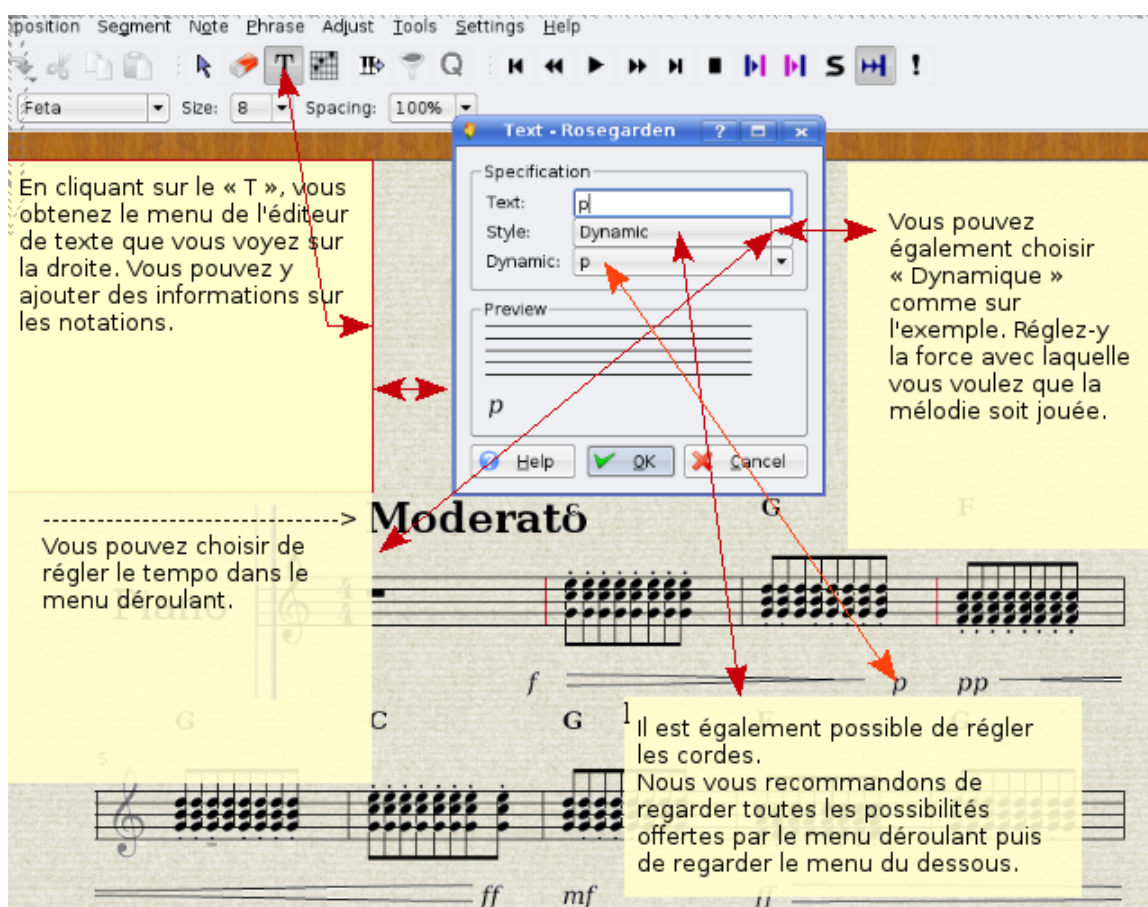 position Segment Note Phrase Adjust Tools Settings Help
T Q S !
Feta Size: 8 Spacing: 100%
Text - Rosegarden ?
Specification
Text: p
Style: Dynamic
Dynamic: p
Preview
p
Help OK Cancel
En cliquant sur le « T », vous
obtenez le menu de l'éditeur
de texte que vous voyez sur
la droite. Vous pouvez y
ajouter des informations sur
les notations.
Vous pouvez
également choisir
« Dynamique »
comme sur
l'exemple. Réglez-y
la force avec laquelle
vous voulez que la
mélodie soit jouée.
--------------------------------->
Vous pouvez choisir de
régler le tempo dans le
menu déroulant.
Moderato
G F
Piano 4 4
f p pp
G C G F G
Il est également possible de régler
les cordes.
Nous vous recommandons de
regarder toutes les possibilités
offertes par le menu déroulant puis
de regarder le menu du dessous.
5
ff mf ff